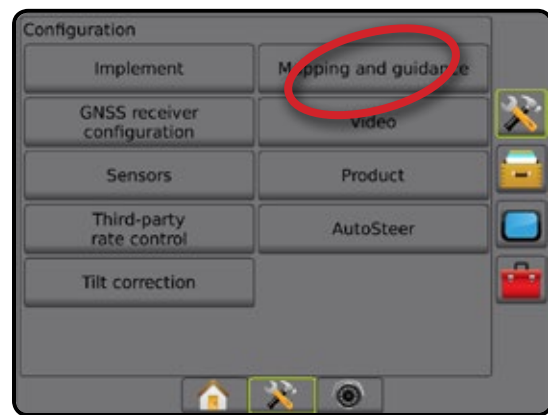 Configuration
Implement
Mapping and guidance
GNSS receiver
configuration
Video
Sensors
Product
Third-party
rate control
AutoSteer
Tilt correction